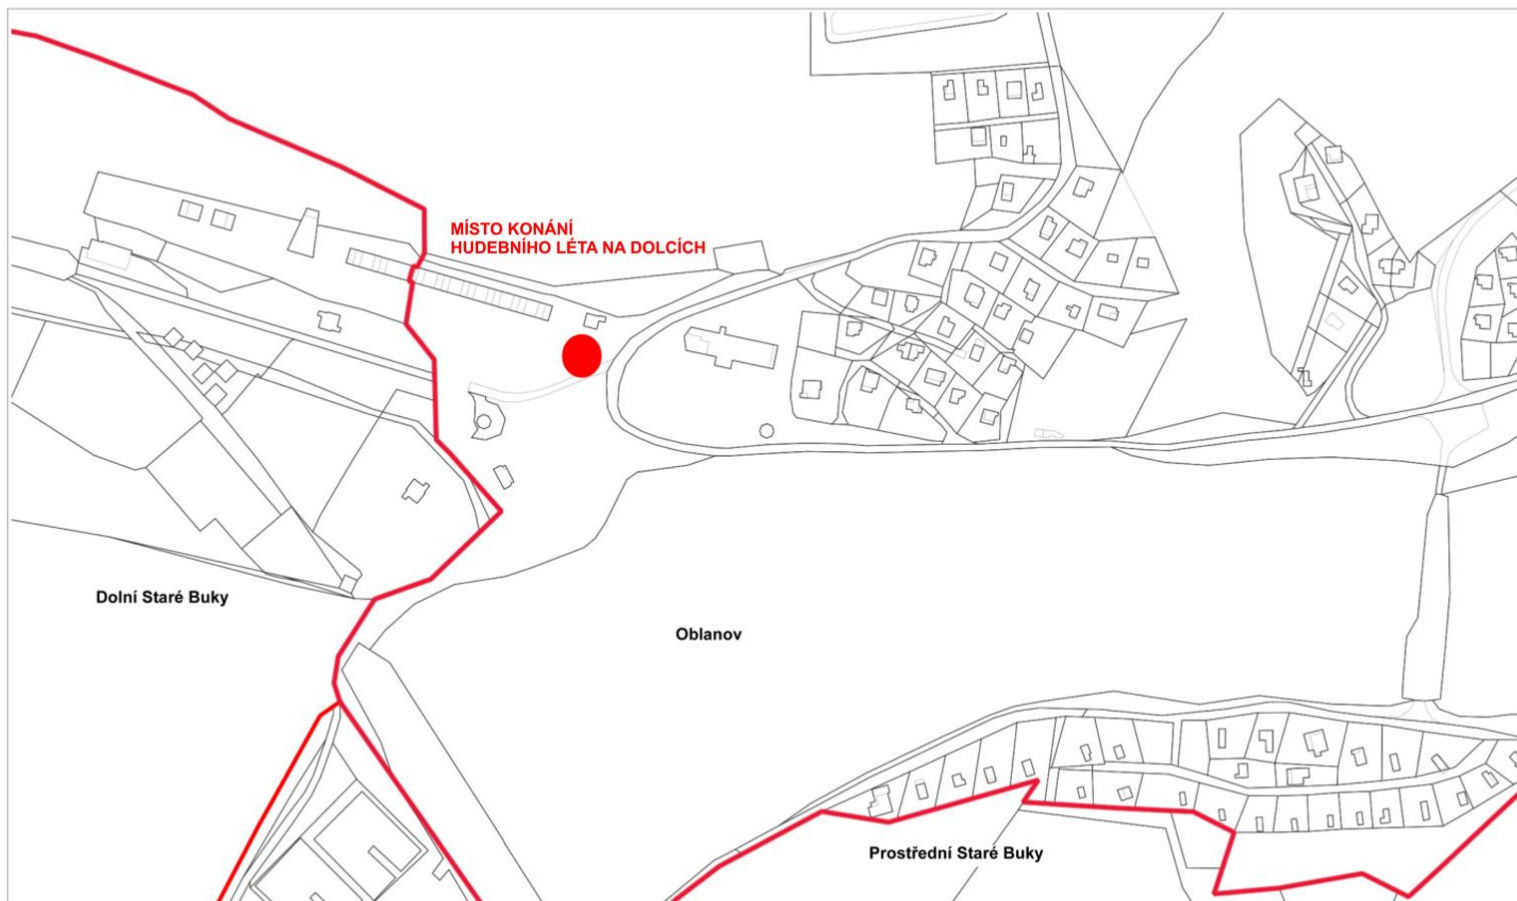 MÍSTO KONÁNÍ
HUDEBNÍHO LÉTA NA DOLCÍCH
Dolní Staré Buky
Oblanov
Prostřední Staré Buky